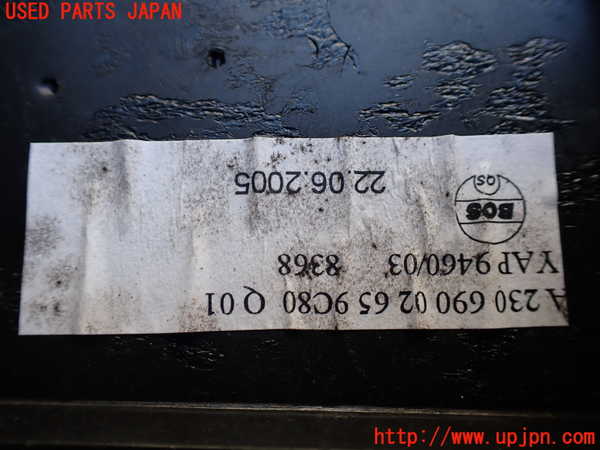 USED PARTS JAPAN
A 230 690 02 65 9C80 Q 01
YAP 9460/03 8368
BOS
QS
22.06.2005
http://www.upjpn.com/